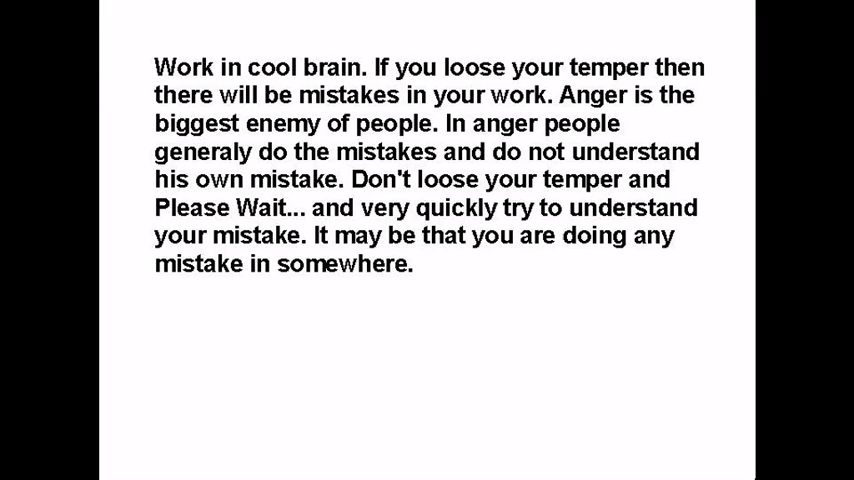 Work in cool brain. If you loose your temper then
there will be mistakes in your work. Anger is the
biggest enemy of people. In anger people
generaly do the mistakes and do not understand
his own mistake. Don't loose your temper and
Please Wait... and very quickly try to understand
your mistake. It may be that you are doing any
mistake in somewhere.